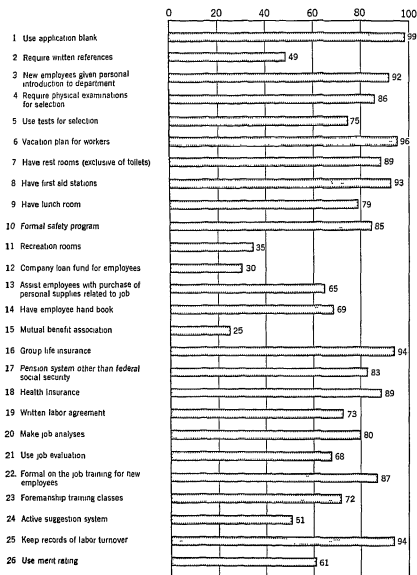 0 20 40 60 80 100
1 Use application blank 99
2 Require written references 49
3 New employees given personal
introduction to department 92
4 Require physical examinations
for selection 86
5 Use tests for selection 75
6 Vacation plan for workers 96
7 Have rest rooms (exclusive of toilets) 89
8 Have first aid stations 93
9 Have lunch room 79
10 Formal safety program 85
11 Recreation rooms 35
12 Company loan fund for employees 30
13 Assist employees with purchase of
personal supplies related to job 65
14 Have employee hand book 69
15 Mutual benefit association 25
16 Group life insurance 94
17 Pension system other than federal
social security 83
18 Health insurance 89
19 Written labor agreement 73
20 Make job analyses 80
21 Use job evaluation 68
22. Formal on the job training for new
employees 87
23 Foremanship training classes 72
24 Active suggestion system 51
25 Keep records of labor turnover 94
26 Use merit rating 61